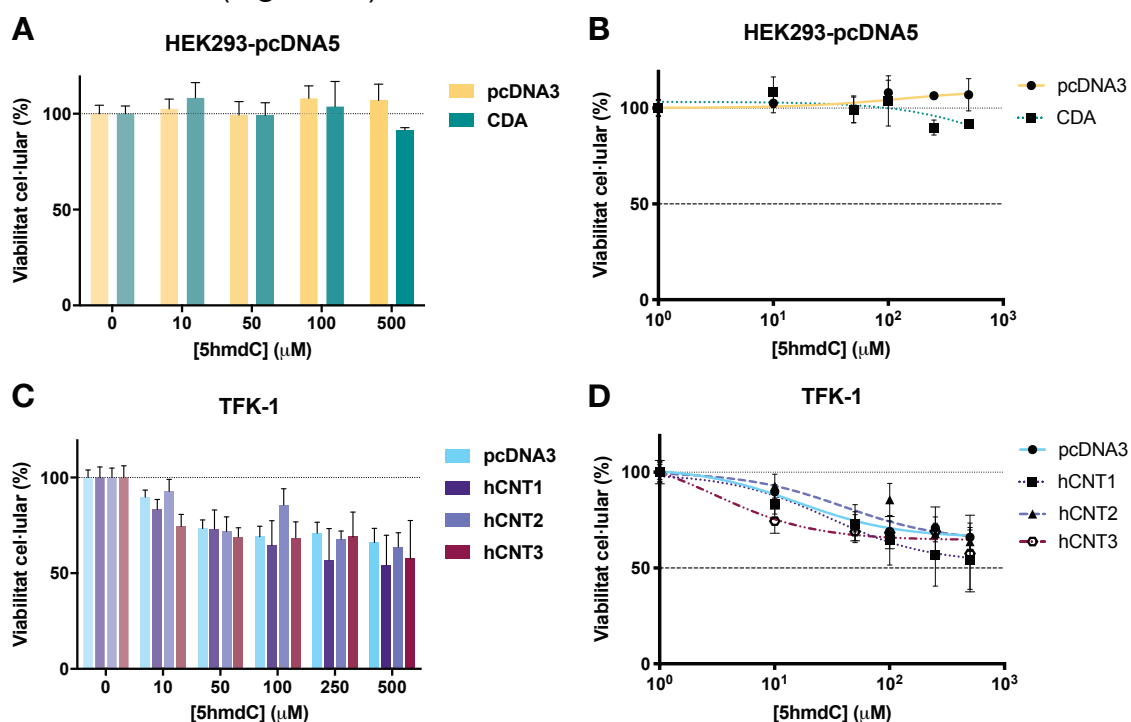 A
HEK293-pcDNA5
Viabilitat cel·lular (%)
100
50
0
0 10 50 100 500
[5hmdC] (μM)
pcDNA3
CDA
B
HEK293-pcDNA5
Viabilitat cel·lular (%)
100
50
0
10⁰ 10¹ 10² 10³
[5hmdC] (μM)
pcDNA3
CDA
C
TFK-1
Viabilitat cel·lular (%)
100
50
0
0 10 50 100 250 500
[5hmdC] (μM)
pcDNA3
hCNT1
hCNT2
hCNT3
D
TFK-1
Viabilitat cel·lular (%)
100
50
0
10⁰ 10¹ 10² 10³
[5hmdC] (μM)
pcDNA3
hCNT1
hCNT2
hCNT3